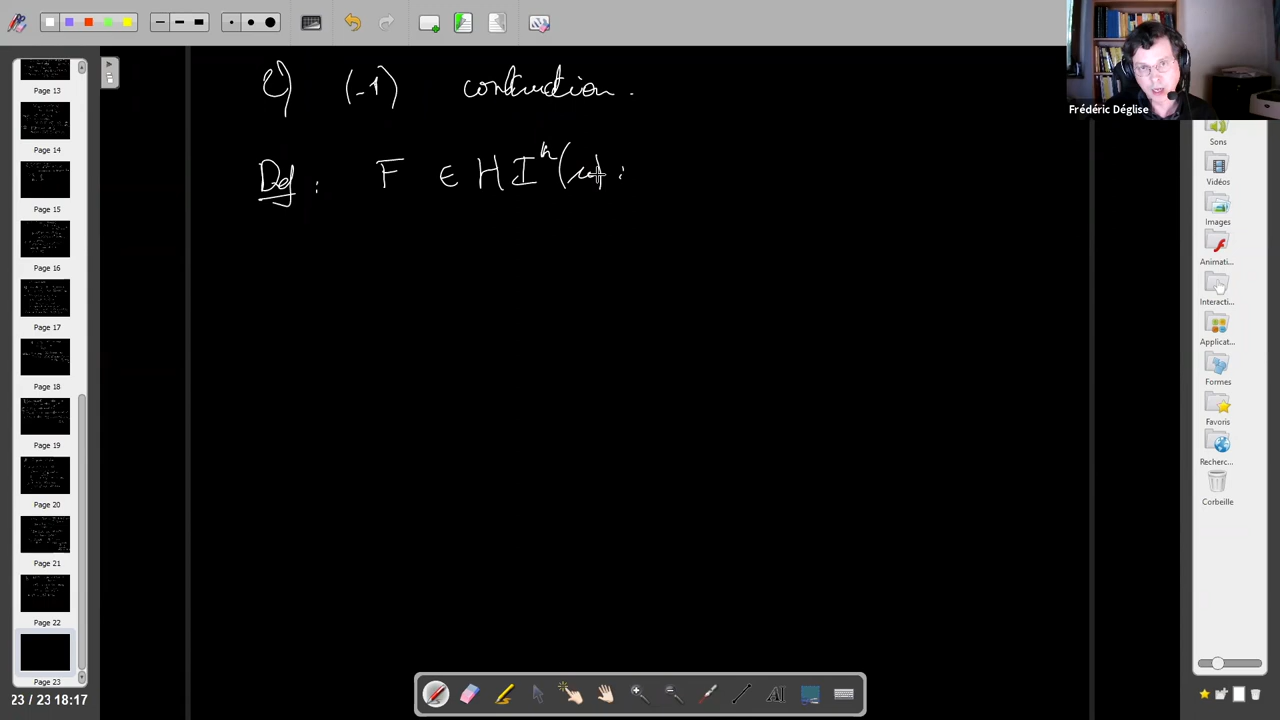 Frédéric Déglise
Page 13
Page 14
Page 15
Page 16
Page 17
Page 18
Page 19
Page 20
Page 21
Page 22
Page 23
23 / 23 18:17
(-1) contraction.
Def : F ∈ HI
Sons
Vidéos
Images
Animati...
Interacti...
Applicat...
Formes
Favoris
Recherc...
Corbeille
AI